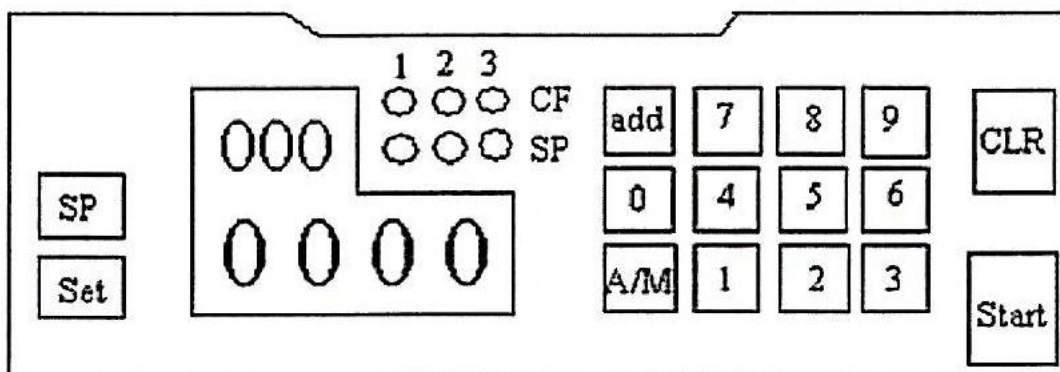 1 2 3
CF
add 7 8 9
CLR
000
SP
SP
0 4 5 6
0 0 0 0
Set
A/M 1 2 3
Start